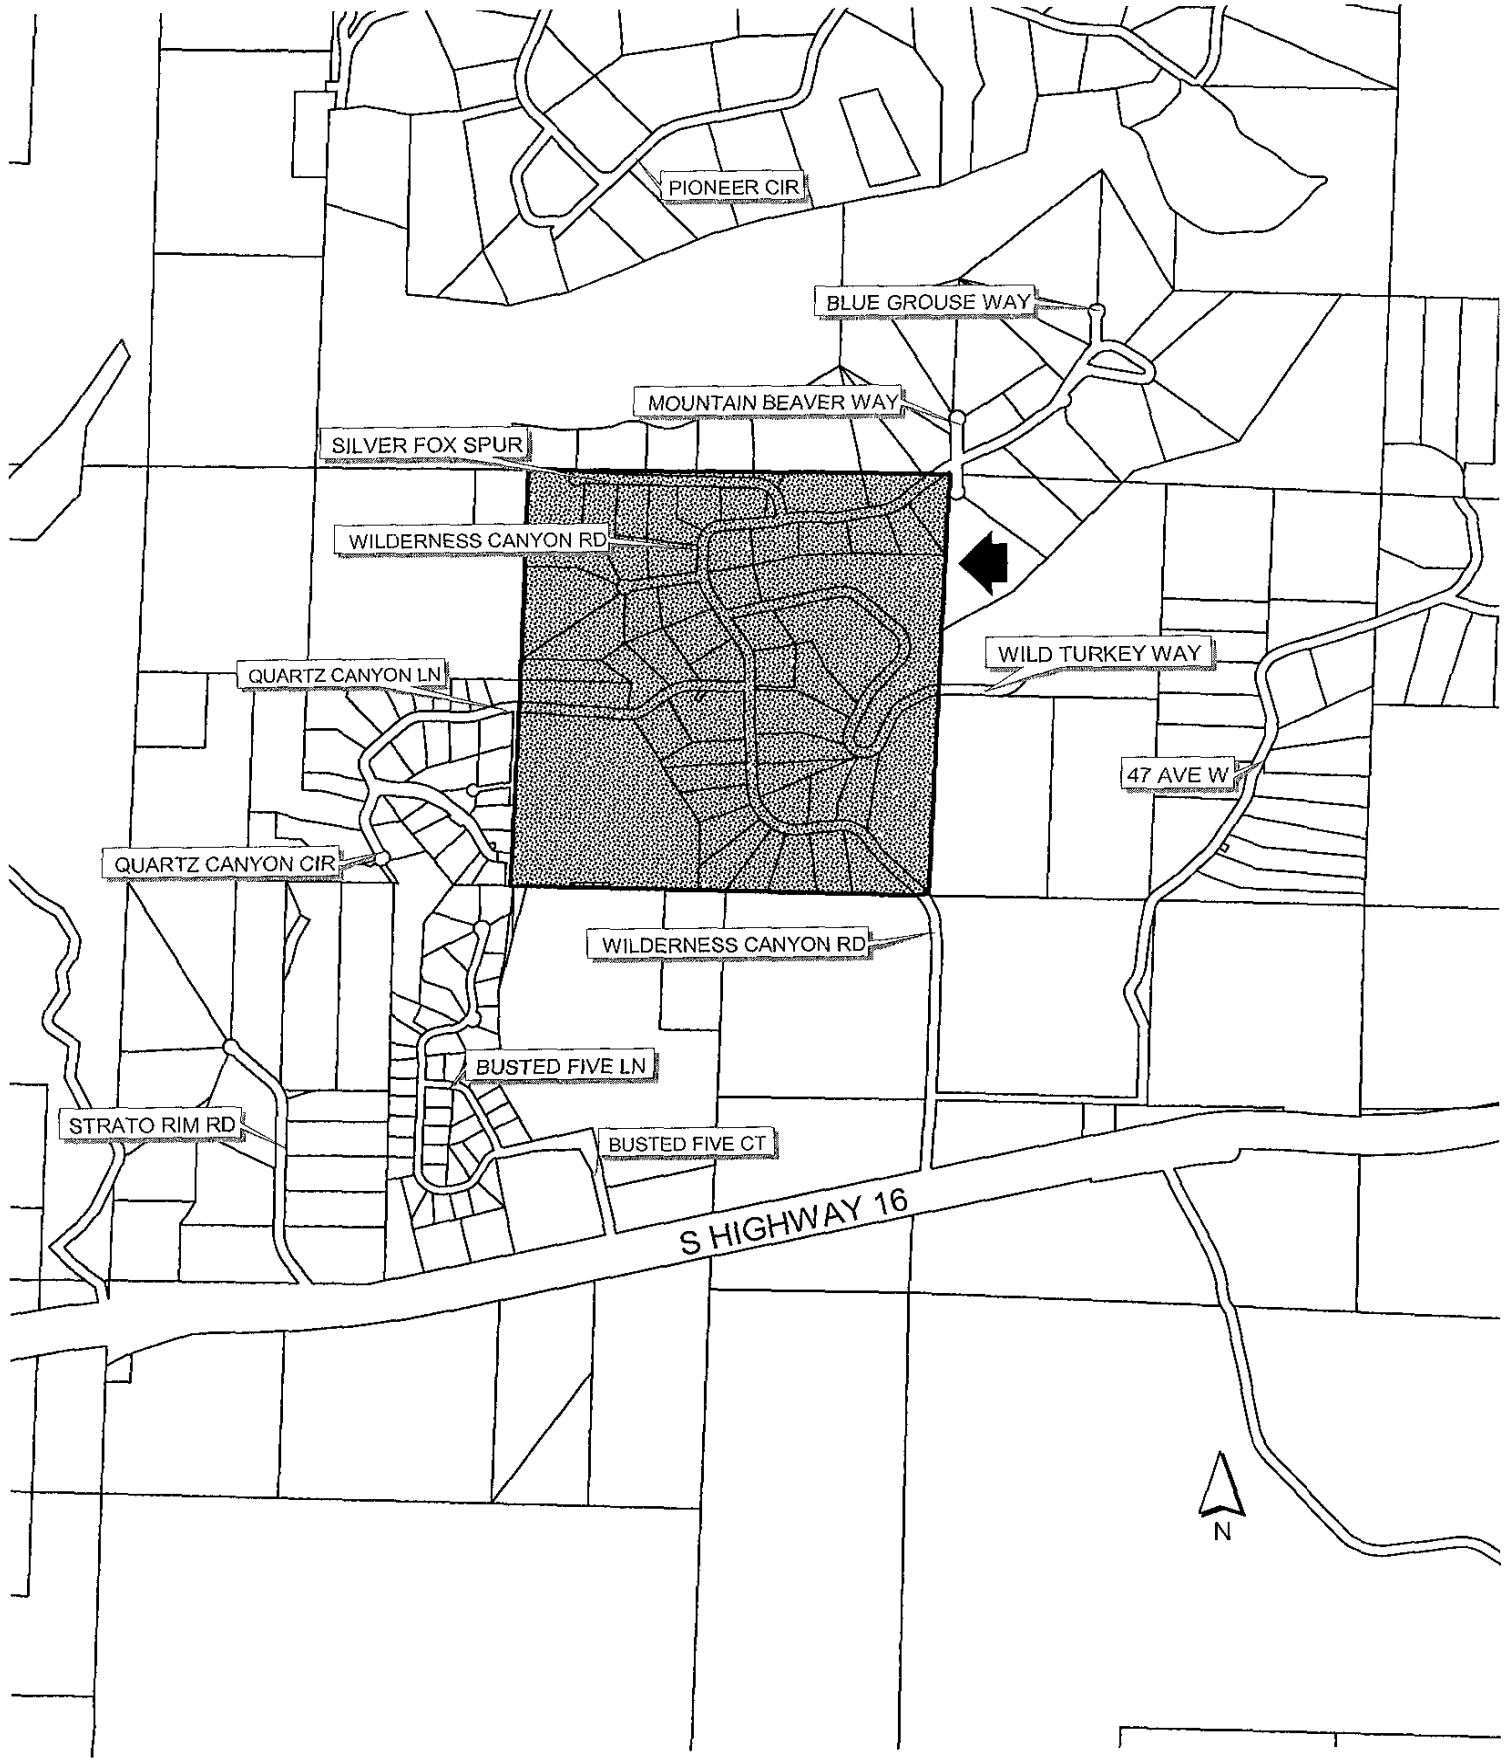 PIONEER CIR
BLUE GROUSE WAY
MOUNTAIN BEAVER WAY
SILVER FOX SPUR
WILDERNESS CANYON RD
WILD TURKEY WAY
QUARTZ CANYON LN
47 AVE W
QUARTZ CANYON CIR
WILDERNESS CANYON RD
BUSTED FIVE LN
STRATO RIM RD
BUSTED FIVE CT
S HIGHWAY 16
N